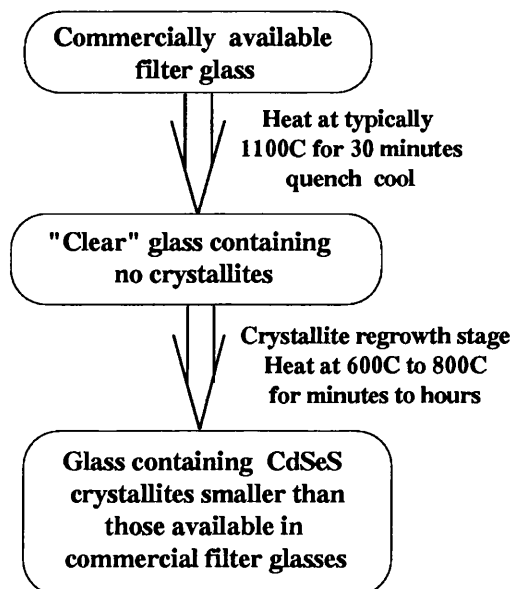 Commercially available
filter glass
Heat at typically
1100C for 30 minutes
quench cool
"Clear" glass containing
no crystallites
Crystallite regrowth stage
Heat at 600C to 800C
for minutes to hours
Glass containing CdSeS
crystallites smaller than
those available in
commercial filter glasses